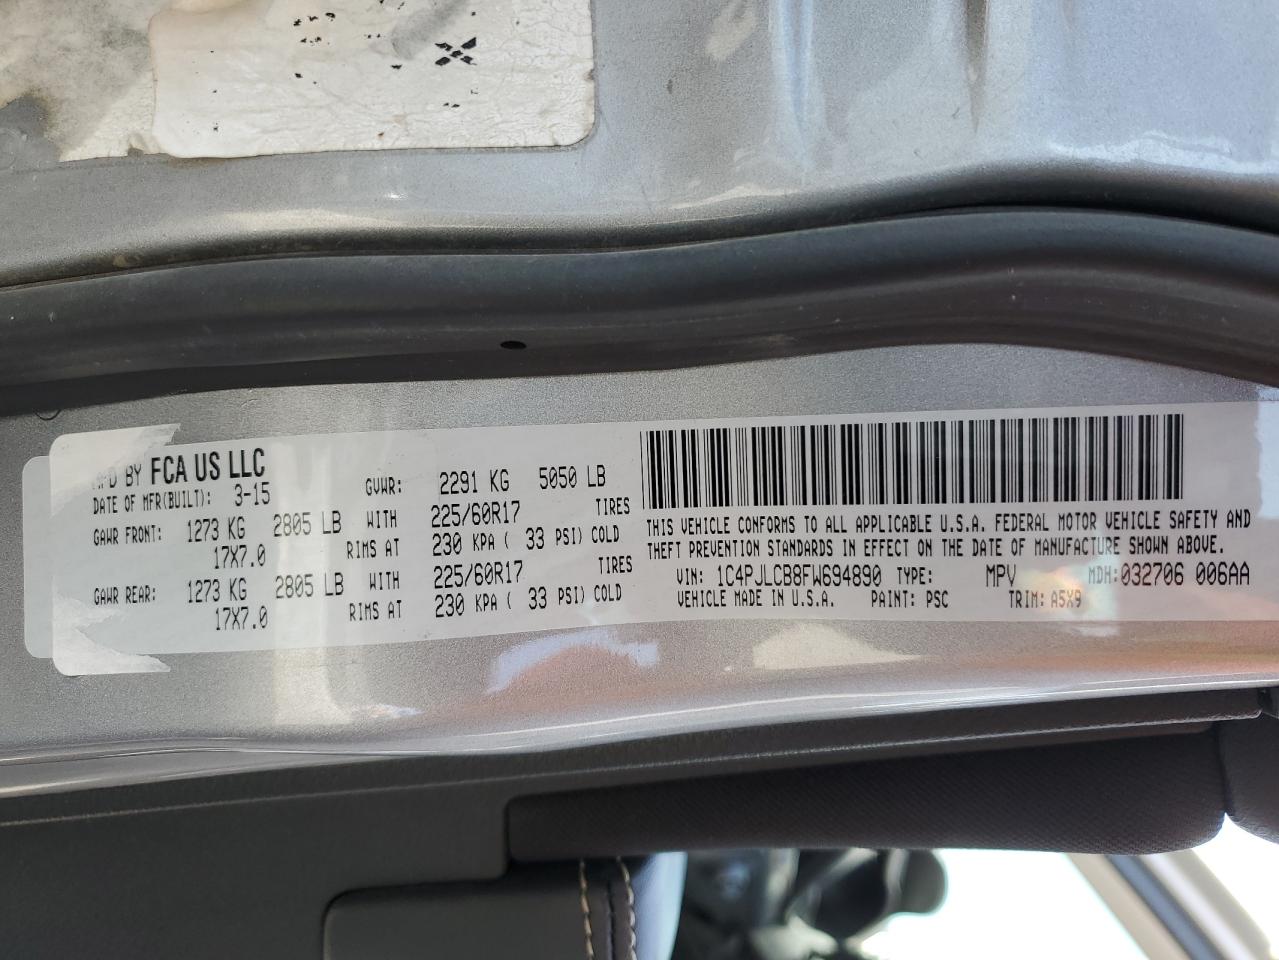 MFD BY FCA US LLC
DATE OF MFR(BUILT): 3-15 GVWR: 2291 KG 5050 LB
GAWR FRONT: 1273 KG 2805 LB WITH 225/60R17 TIRES
17X7.0 RIMS AT 230 KPA ( 33 PSI) COLD
GAWR REAR: 1273 KG 2805 LB WITH 225/60R17 TIRES
17X7.0 RIMS AT 230 KPA ( 33 PSI) COLD
THIS VEHICLE CONFORMS TO ALL APPLICABLE U.S.A. FEDERAL MOTOR VEHICLE SAFETY AND
THEFT PREVENTION STANDARDS IN EFFECT ON THE DATE OF MANUFACTURE SHOWN ABOVE.
VIN: 1C4PJLCB8FW694890 TYPE: MPV MDH:032706 006AA
VEHICLE MADE IN U.S.A. PAINT: PSC TRIM: A5X9